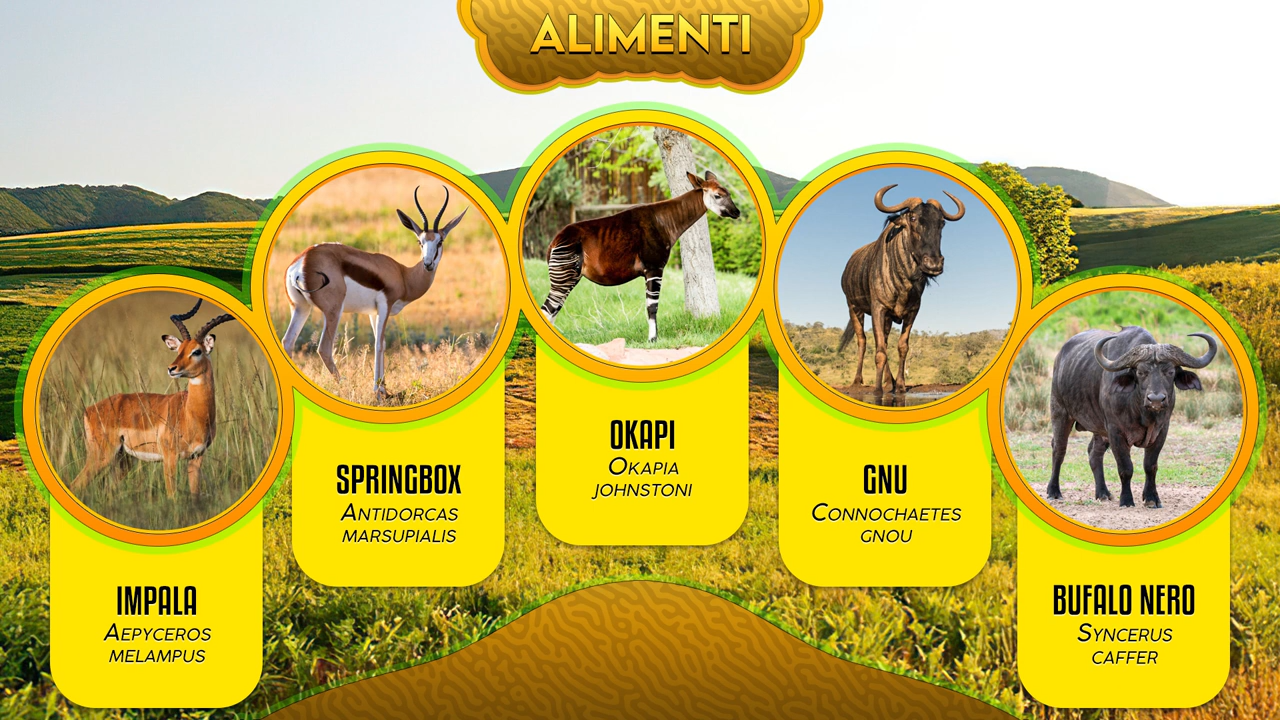 ALIMENTI
IMPALA
AEPYCEROS
MELAMPUS
SPRINGBOX
ANTIDORCAS
MARSUPIALIS
OKAPI
OKAPIA
JOHNSTONI
GNU
CONNOCHAETES
GNOU
BUFALO NERO
SYNCERUS
CAFFER